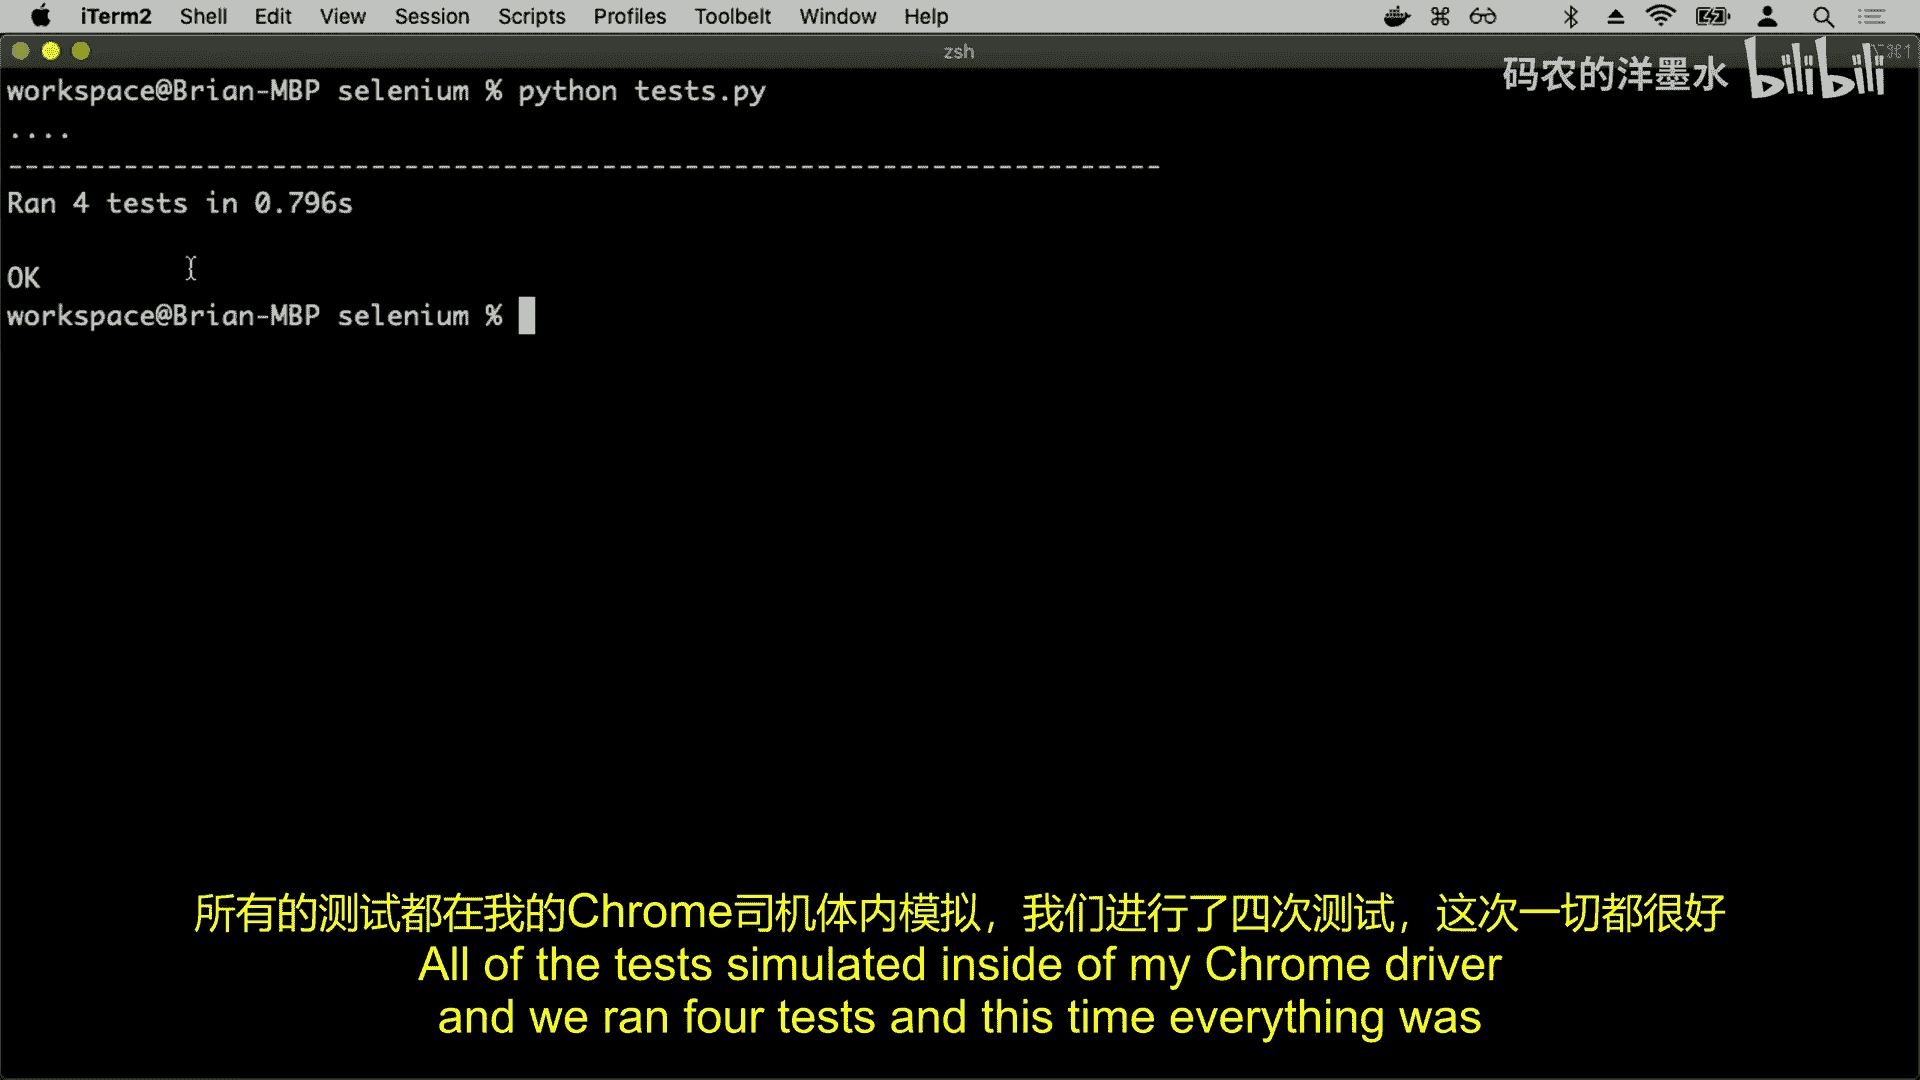 iTerm2 Shell Edit View Session Scripts Profiles Toolbelt Window Help
zsh
⌘1
码农的洋墨水 bilibili
workspace@Brian-MBP selenium % python tests.py
....
----------------------------------------------------------------------
Ran 4 tests in 0.796s
OK
workspace@Brian-MBP selenium %
所有的测试都在我的Chrome司机体内模拟，我们进行了四次测试，这次一切都很好
All of the tests simulated inside of my Chrome driver
and we ran four tests and this time everything was